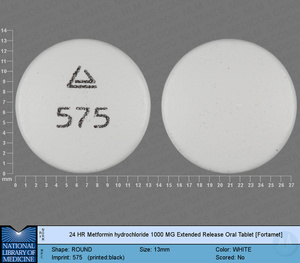 14
13
12
11
10
9
8
7
6
5
4
3
2
1
0
mm
575
0 1 2 3 4 5 6 7 8 9 10 11 12 13 14 15 16 17 18 19 20 21 22 23 24 25 26 27
24 HR Metformin hydrochloride 1000 MG Extended Release Oral Tablet [Fortamet]
NATIONAL
LIBRARY OF
MEDICINE
Shape: ROUND Size: 13mm Color: WHITE
Imprint: 575 (printed:black) Scored: No